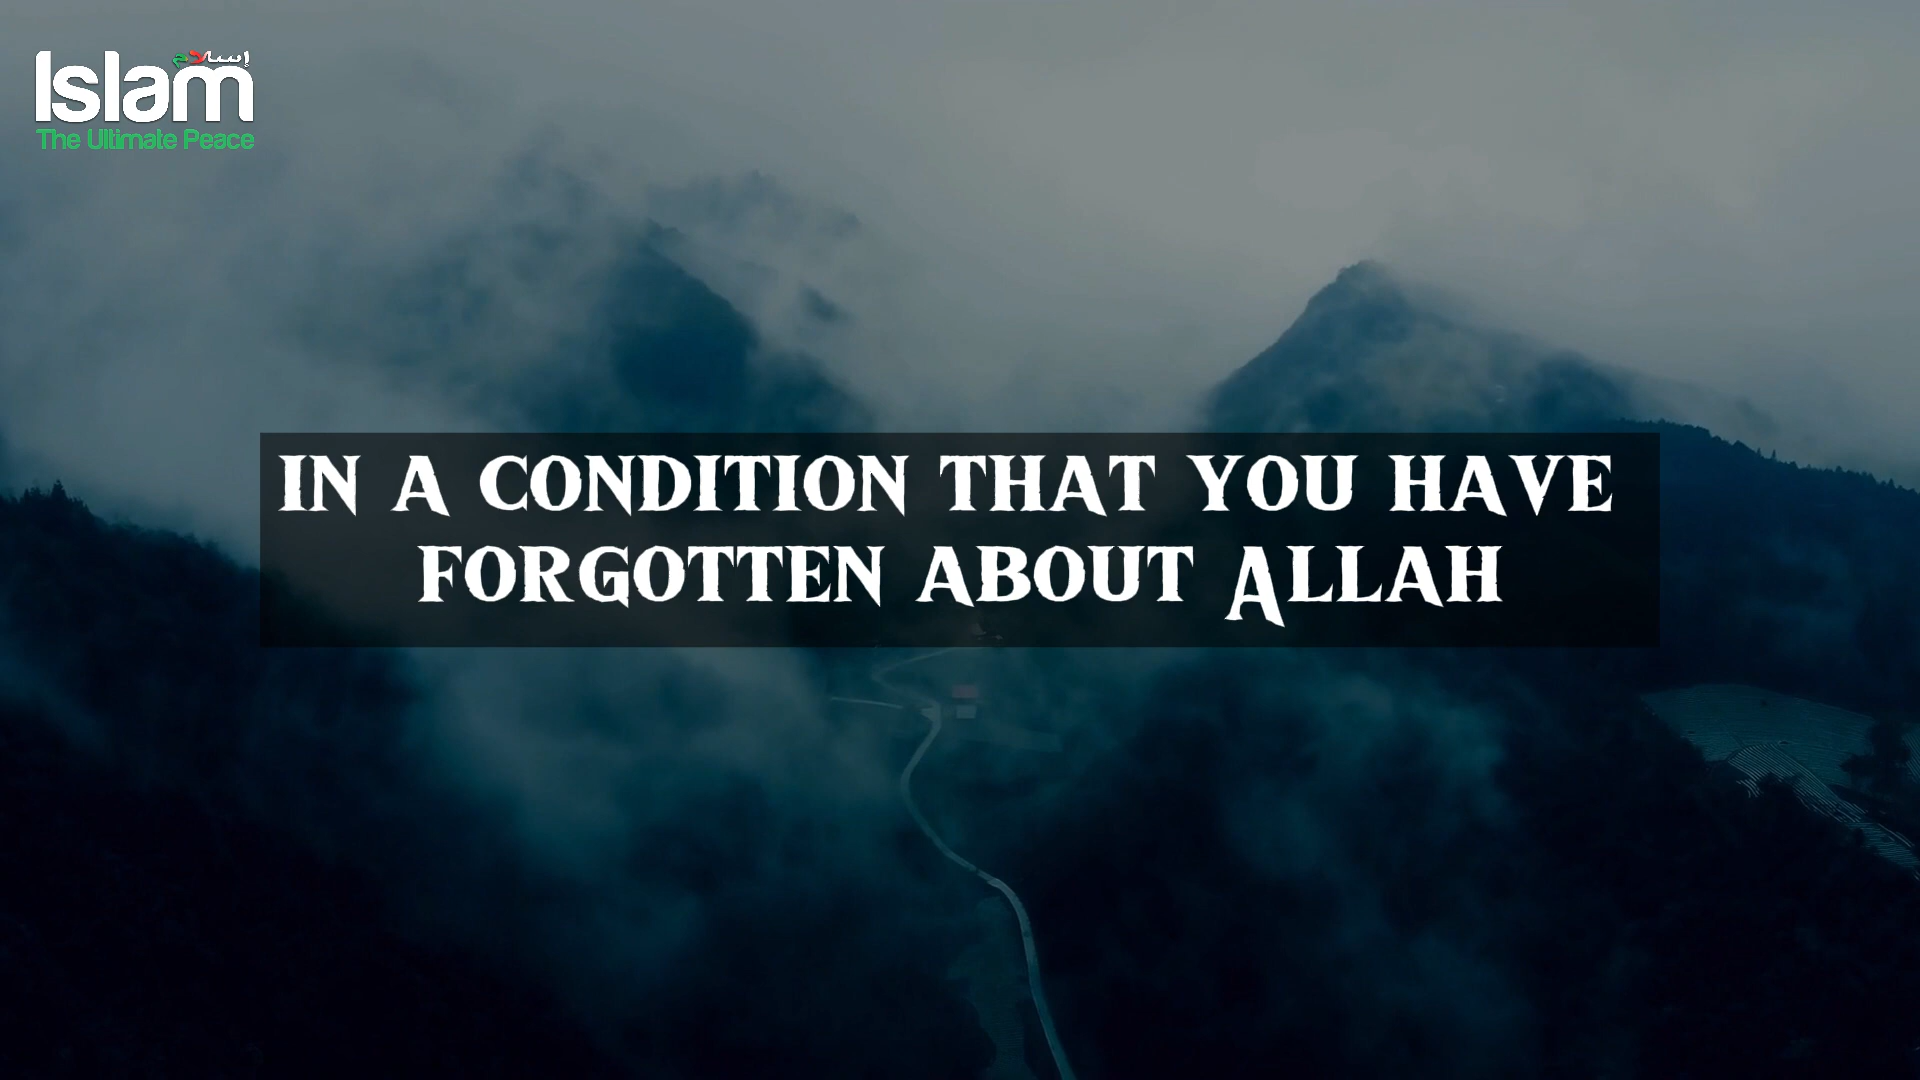 إسلام
Islam
The Ultimate Peace
in a condition that you have
forgotten about Allah